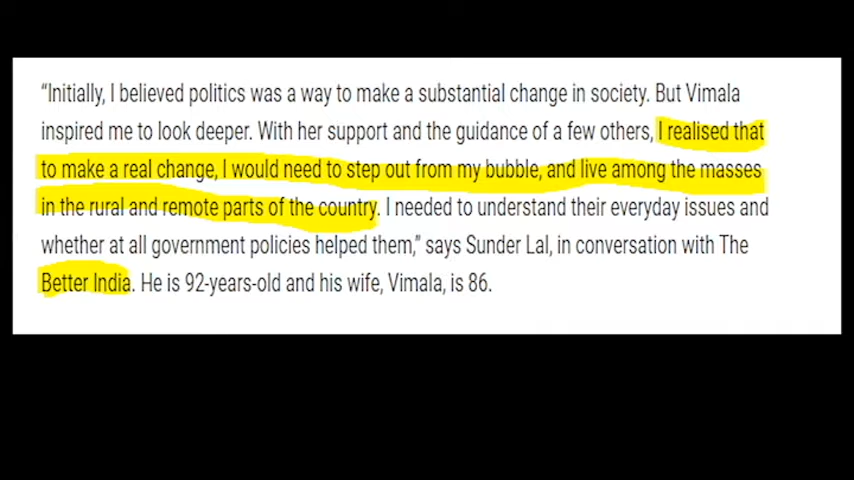 “Initially, I believed politics was a way to make a substantial change in society. But Vimala
inspired me to look deeper. With her support and the guidance of a few others, I realised that
to make a real change, I would need to step out from my bubble, and live among the masses
in the rural and remote parts of the country. I needed to understand their everyday issues and
whether at all government policies helped them,” says Sunder Lal, in conversation with The
Better India. He is 92-years-old and his wife, Vimala, is 86.